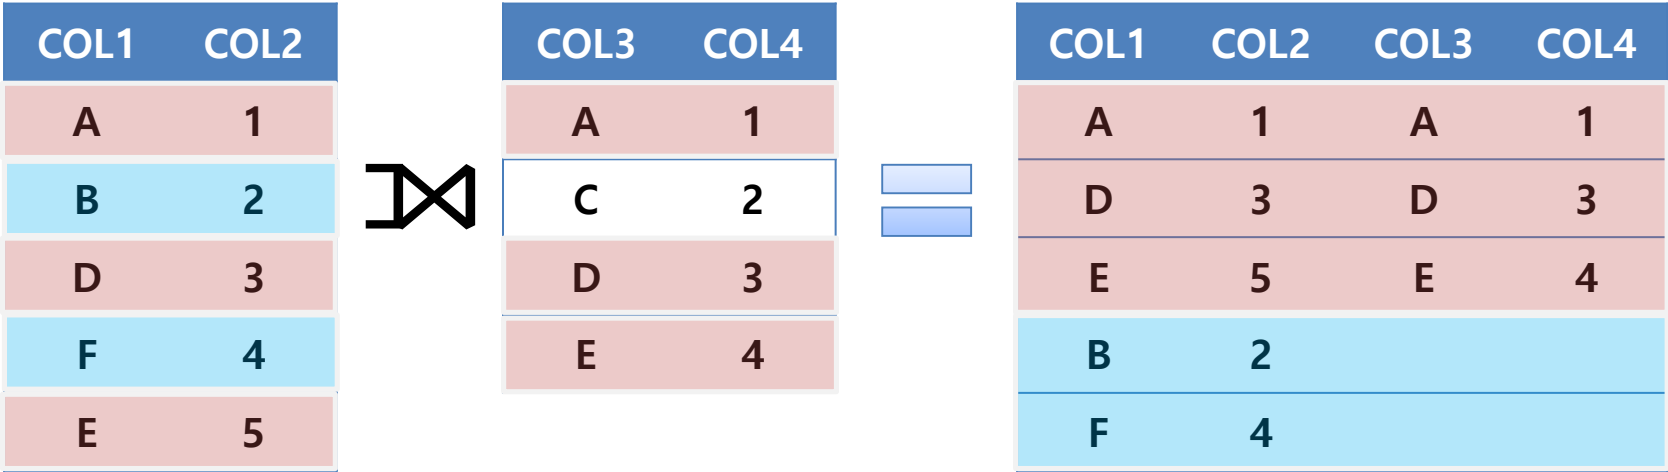 COL1 COL2 COL3 COL4 COL1 COL2 COL3 COL4
A 1 A 1 A 1 A 1
B 2 C 2 D 3 D 3
D 3 D 3 E 5 E 4
F 4 E 4 B 2
E 5 F 4